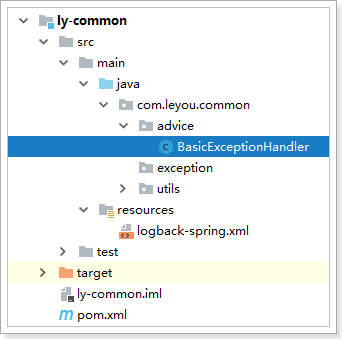 ly-common
src
main
java
com.leyou.common
advice
C BasicExceptionHandler
exception
utils
resources
logback-spring.xml
test
target
ly-common.iml
m pom.xml